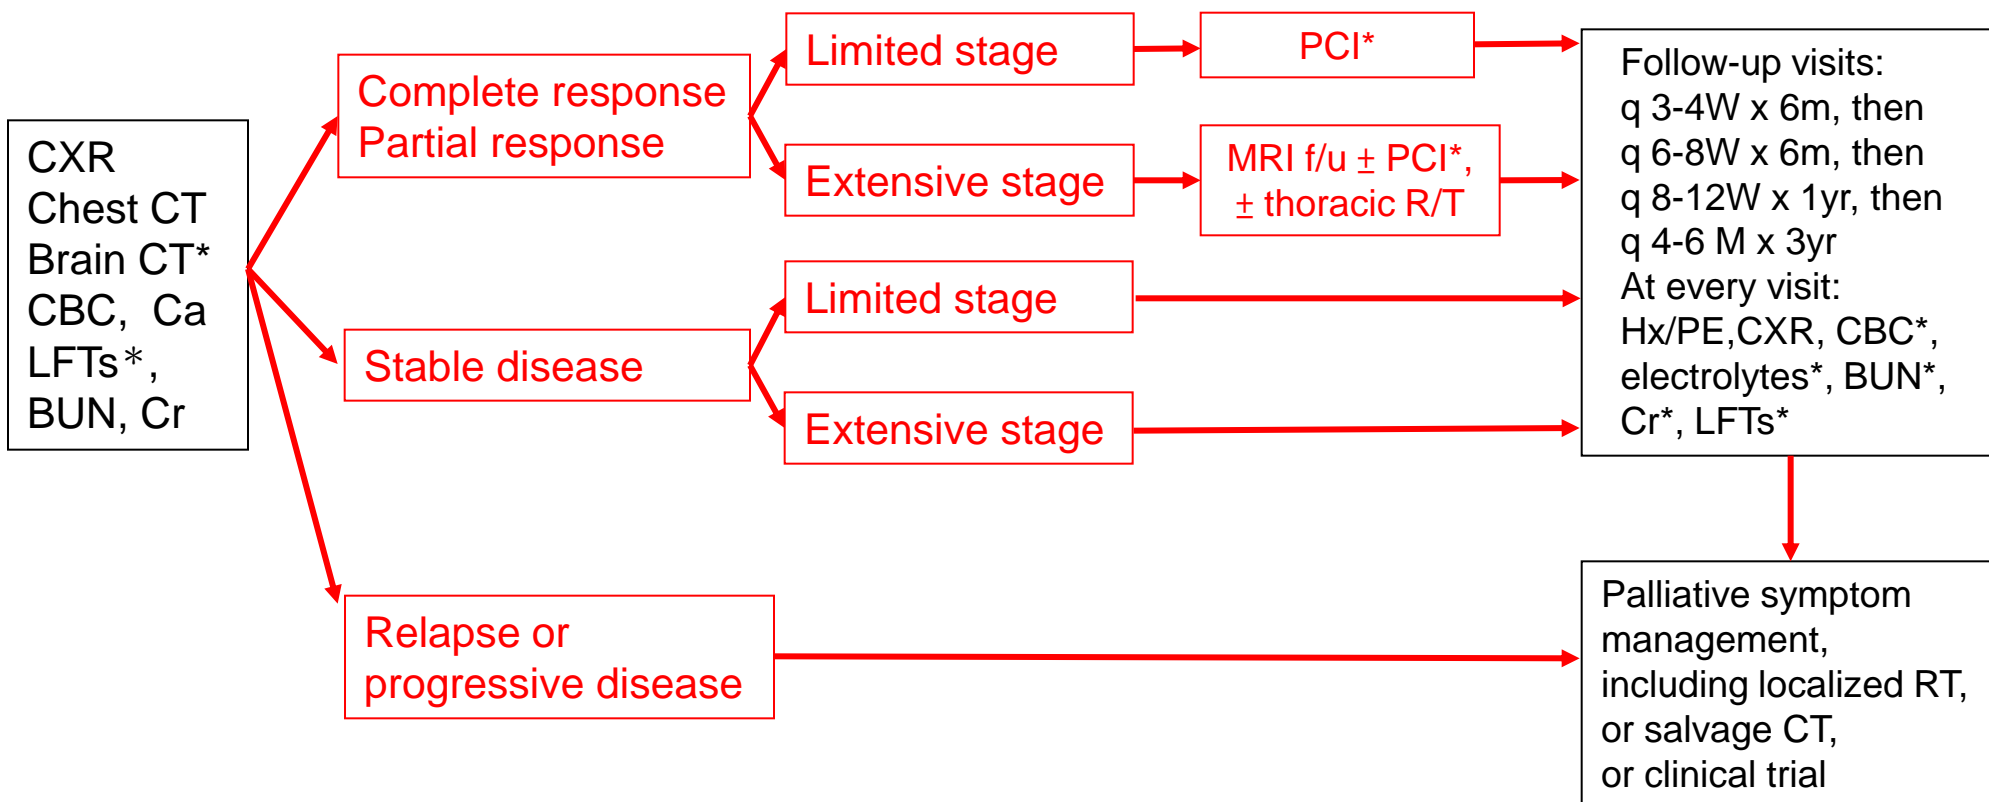 CXR
Chest CT
Brain CT*
CBC, Ca
LFTs*,
BUN, Cr
Complete response
Partial response
Limited stage
PCI*
Extensive stage
MRI f/u ± PCI*,
± thoracic R/T
Stable disease
Limited stage
Extensive stage
Relapse or
progressive disease
Follow-up visits:
q 3-4W x 6m, then
q 6-8W x 6m, then
q 8-12W x 1yr, then
q 4-6 M x 3yr
At every visit:
Hx/PE,CXR, CBC*,
electrolytes*, BUN*,
Cr*, LFTs*
Palliative symptom
management,
including localized RT,
or salvage CT,
or clinical trial